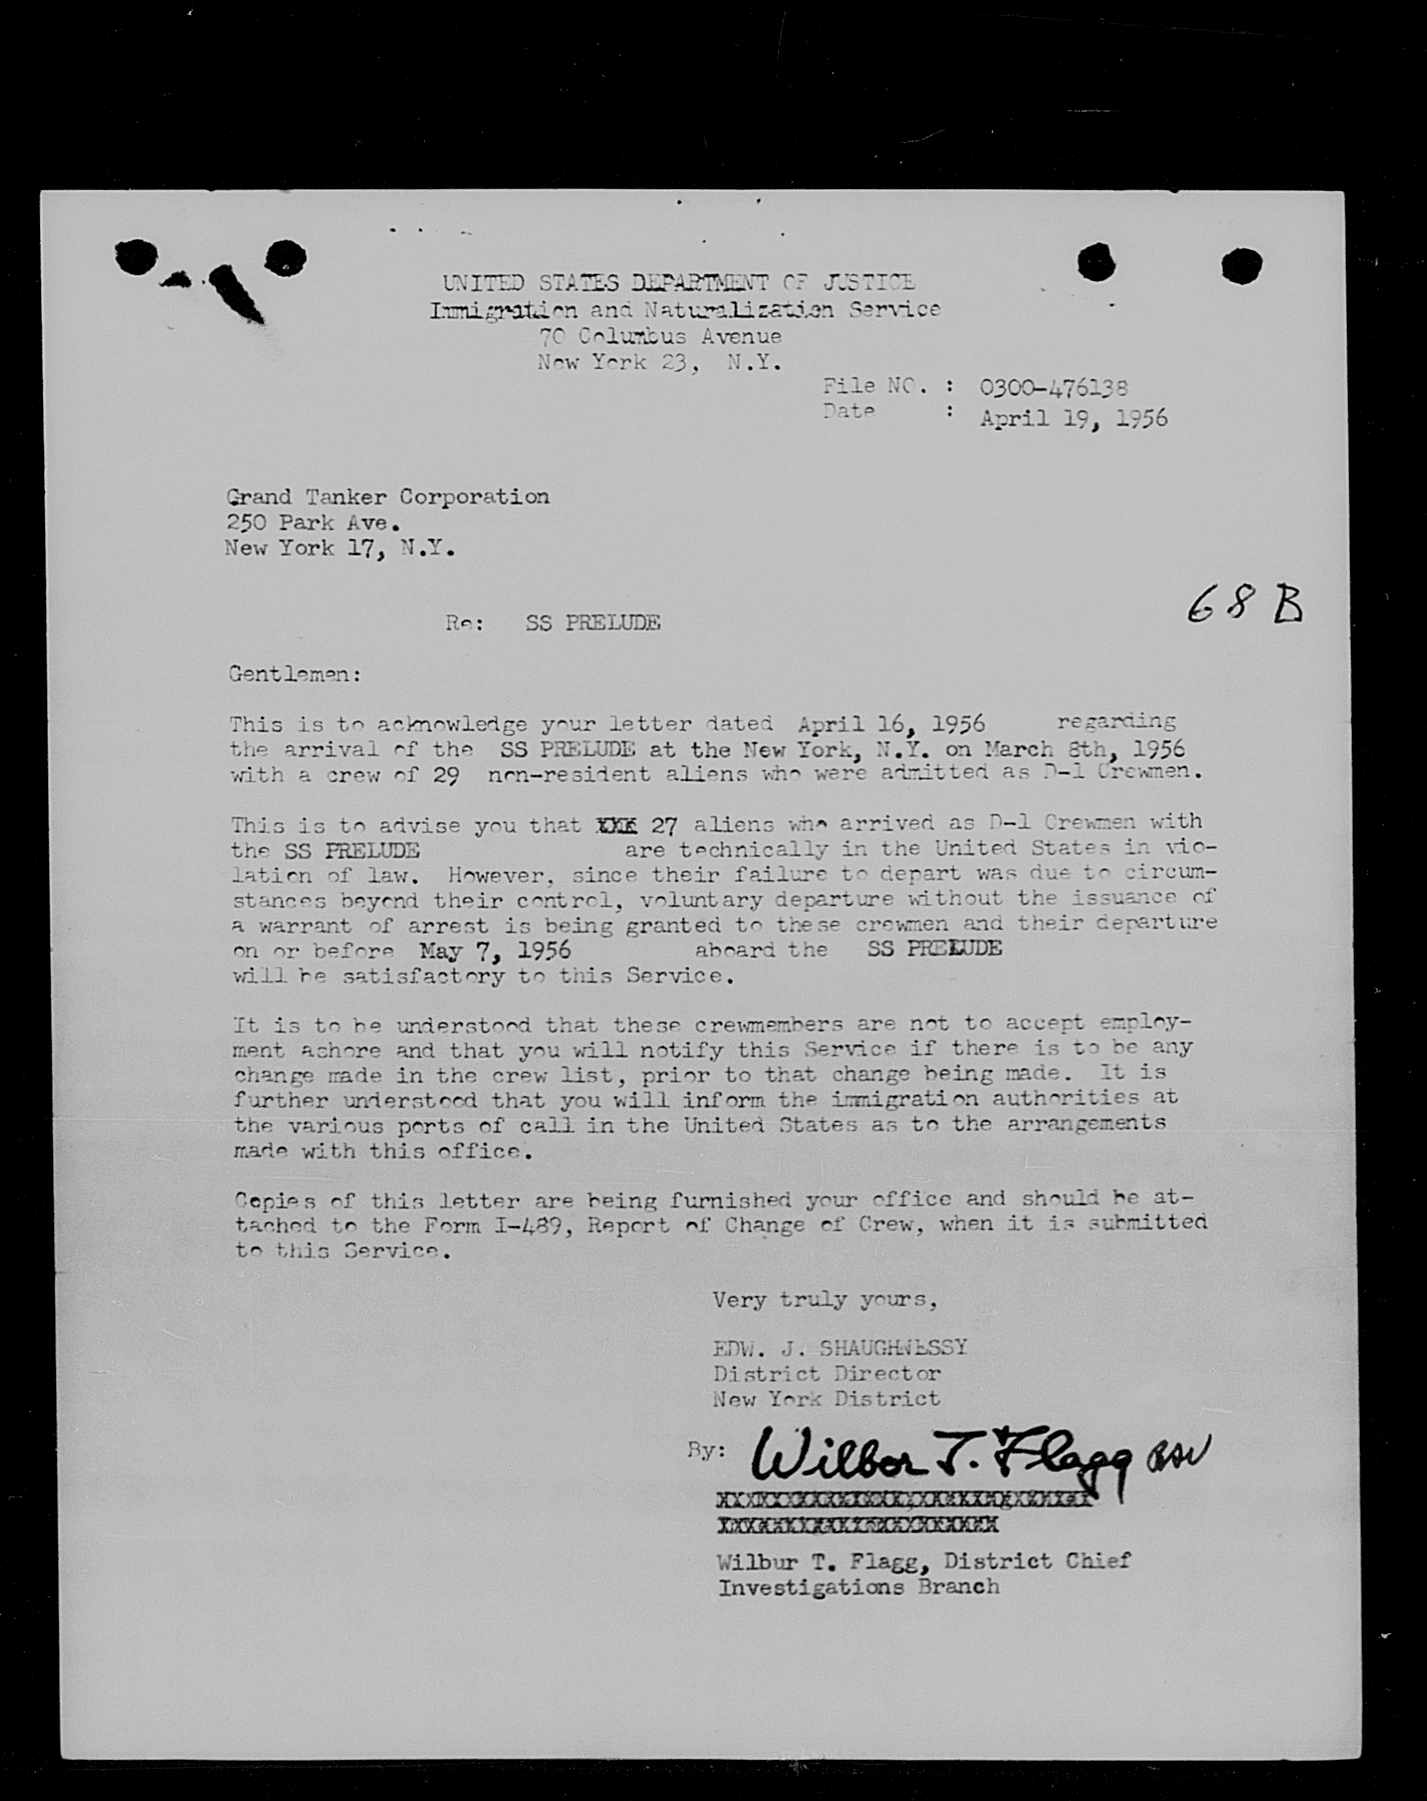 UNITED STATES DEPARTMENT OF JUSTICE
Immigration and Naturalization Service
70 Columbus Avenue
New York 23, N.Y.
File NO. : 0300-476138
Date : April 19, 1956
Grand Tanker Corporation
250 Park Ave.
New York 17, N.Y.
68 B
Re: SS PRELUDE
Gentlemen:
This is to acknowledge your letter dated April 16, 1956 regarding
the arrival of the SS PRELUDE at the New York, N.Y. on March 8th, 1956
with a crew of 29 non-resident aliens who were admitted as D-1 Crewmen.
This is to advise you that XXX 27 aliens who arrived as D-1 Crewmen with
the SS PRELUDE are technically in the United States in vio-
lation of law. However, since their failure to depart was due to circum-
stances beyond their control, voluntary departure without the issuance of
a warrant of arrest is being granted to these crewmen and their departure
on or before May 7, 1956 aboard the SS PRELUDE
will be satisfactory to this Service.
It is to be understood that these crewmembers are not to accept employ-
ment ashore and that you will notify this Service if there is to be any
change made in the crew list, prior to that change being made. It is
further understood that you will inform the immigration authorities at
the various ports of call in the United States as to the arrangements
made with this office.
Copies of this letter are being furnished your office and should be at-
tached to the Form I-489, Report of Change of Crew, when it is submitted
to this Service.
Very truly yours,
EDW. J. SHAUGHNESSY
District Director
New York District
By: Wilbor T. Flagg
Wilbur T. Flagg, District Chief
Investigations Branch